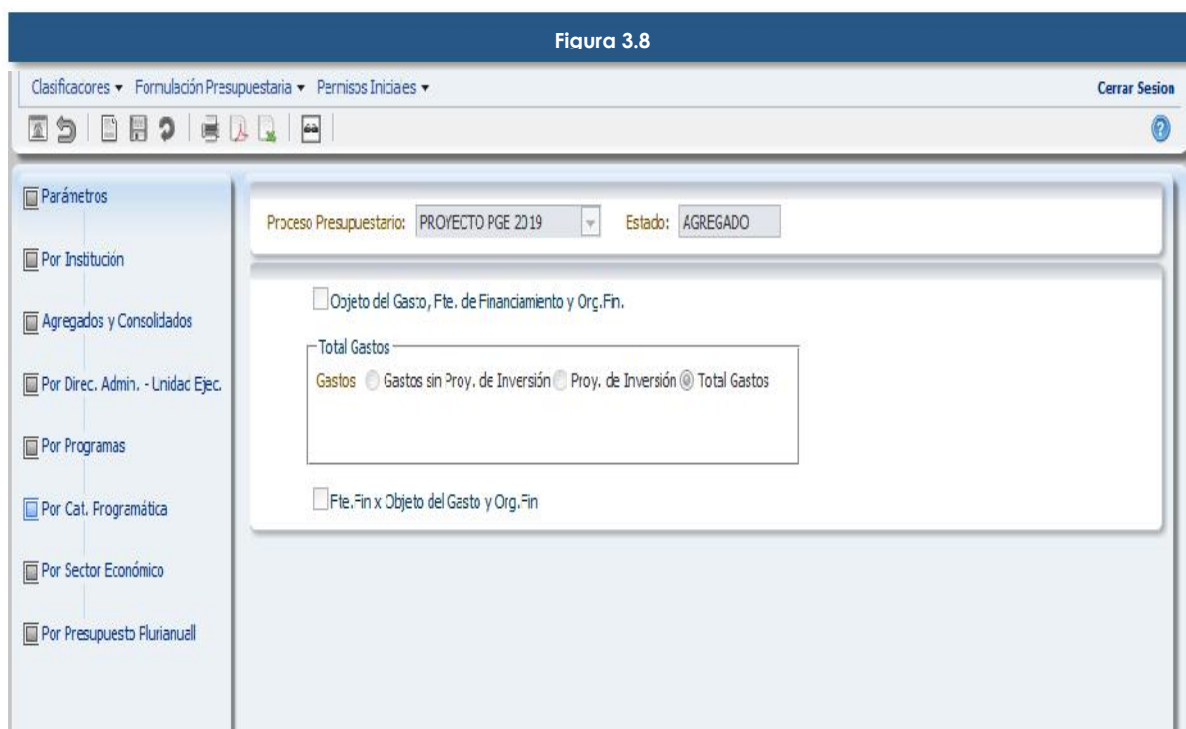 Figura 3.8
Clasificacores Formulación Presupuestaria Permisos Iniciales Cerrar Sesion
Parámetros
Proceso Presupuestario: PROYECTO PGE 2019 Estado: AGREGADO
Por Institución
Objeto del Gasto, Fte. de Financiamiento y Org.Fin.
Agregados y Consolidados
Total Gastos
Gastos Gastos sin Proy. de Inversión Proy. de Inversión Total Gastos
Por Direc. Admin. - Unidac Ejec.
Por Programas
Fte.Fin x Objeto del Gasto y Org.Fin
Por Cat. Programática
Por Sector Económico
Por Presupuesto Plurianuall